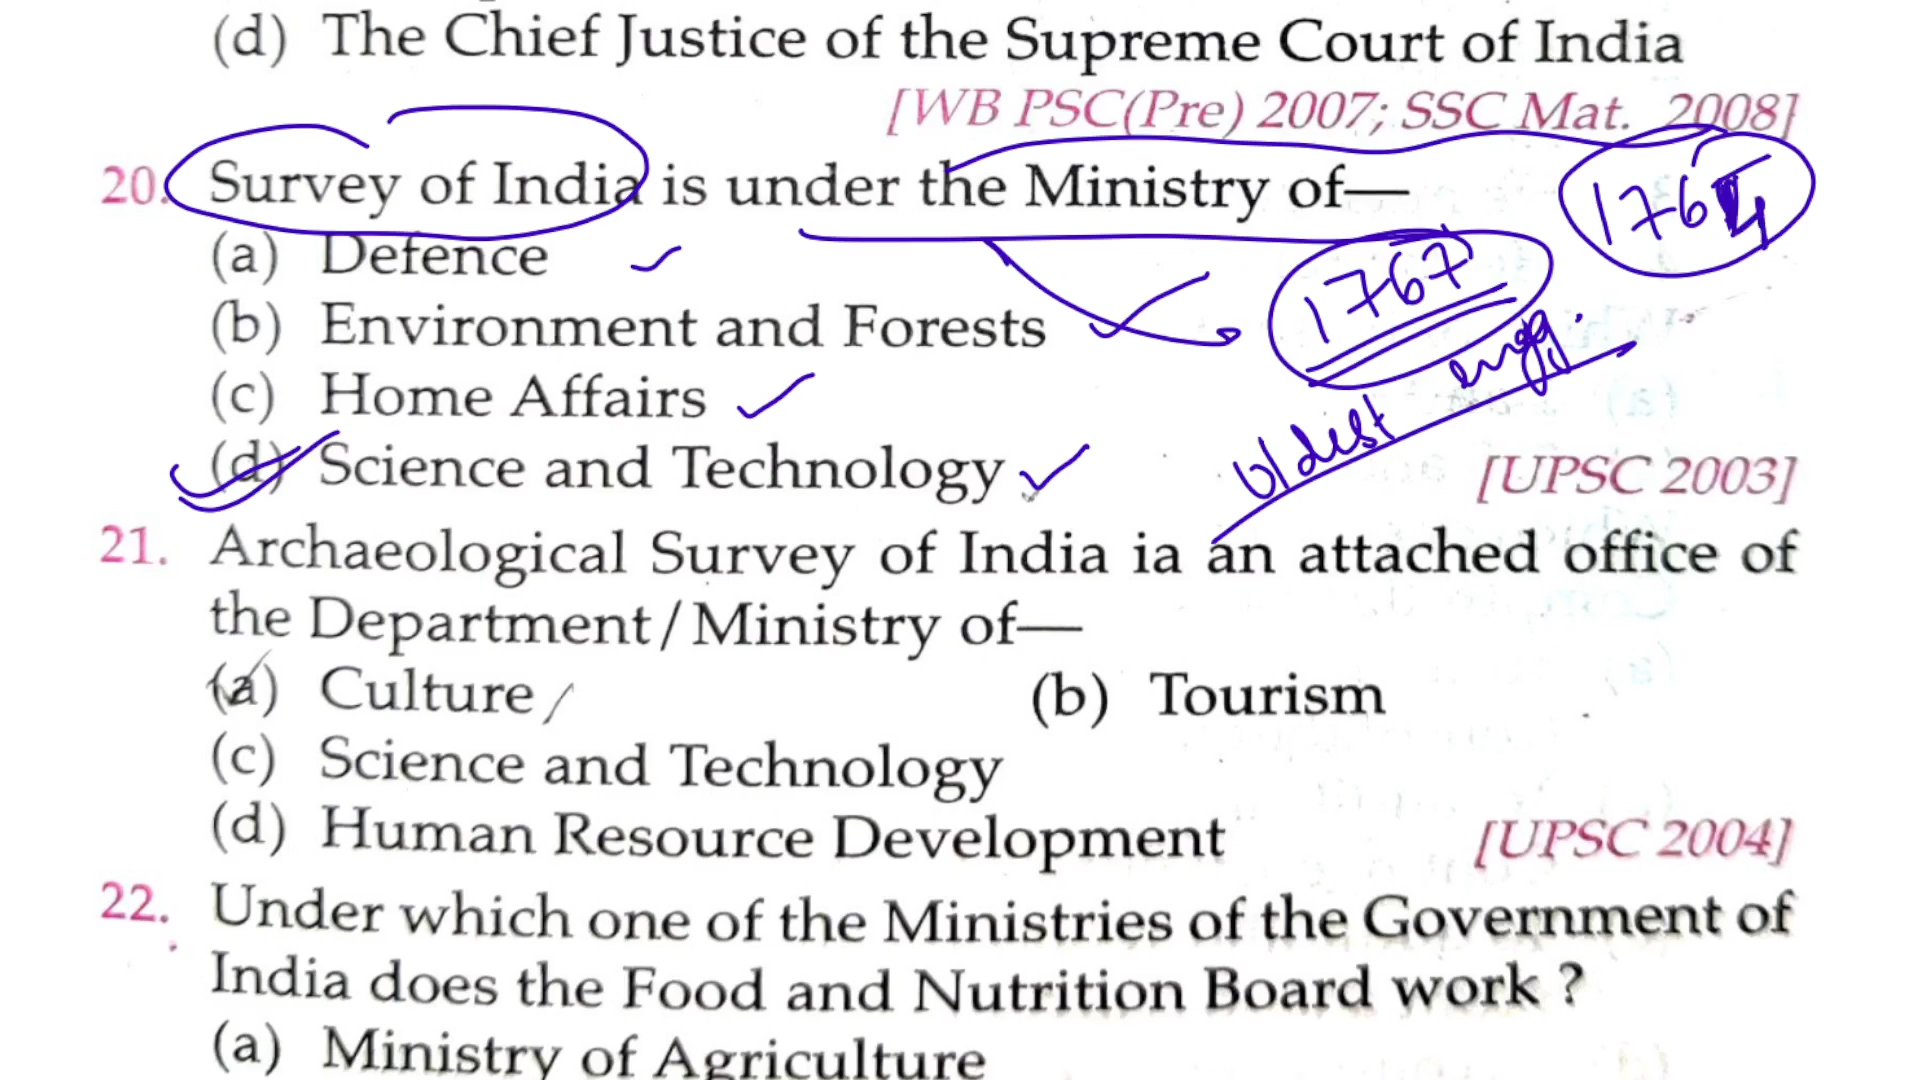 (d) The Chief Justice of the Supreme Court of India
[WB PSC(Pre) 2007; SSC Mat. 2008]
20. Survey of India is under the Ministry of—
176
(a) Defence
1767
(b) Environment and Forests
engg.
(c) Home Affairs
oldest
(d) Science and Technology
[UPSC 2003]
21. Archaeological Survey of India ia an attached office of
the Department/Ministry of—
(a) Culture
(b) Tourism
(c) Science and Technology
(d) Human Resource Development
[UPSC 2004]
22. Under which one of the Ministries of the Government of
India does the Food and Nutrition Board work ?
(a) Ministry of Agriculture